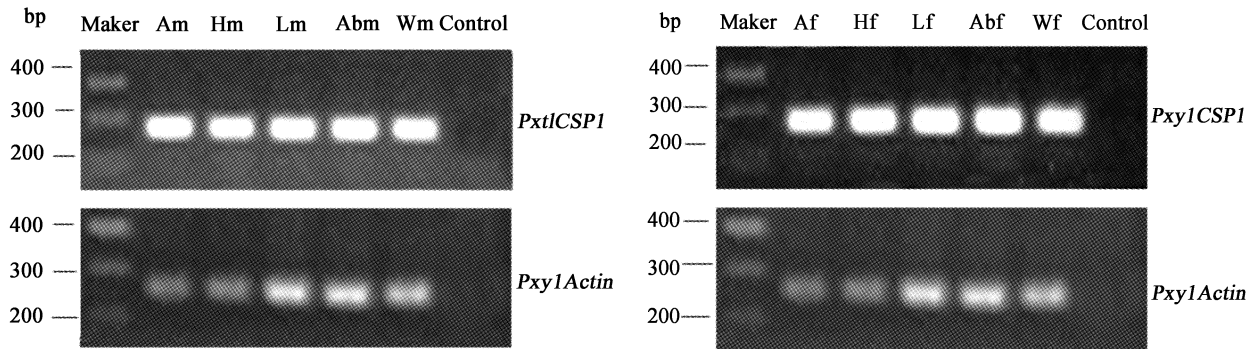 bp Maker Am Hm Lm Abm Wm Control
400
300
200
PxtlCSP1
400
300
200
Pxy1Actin
bp Maker Af Hf Lf Abf Wf Control
400
300
200
Pxy1CSP1
400
300
200
Pxy1Actin